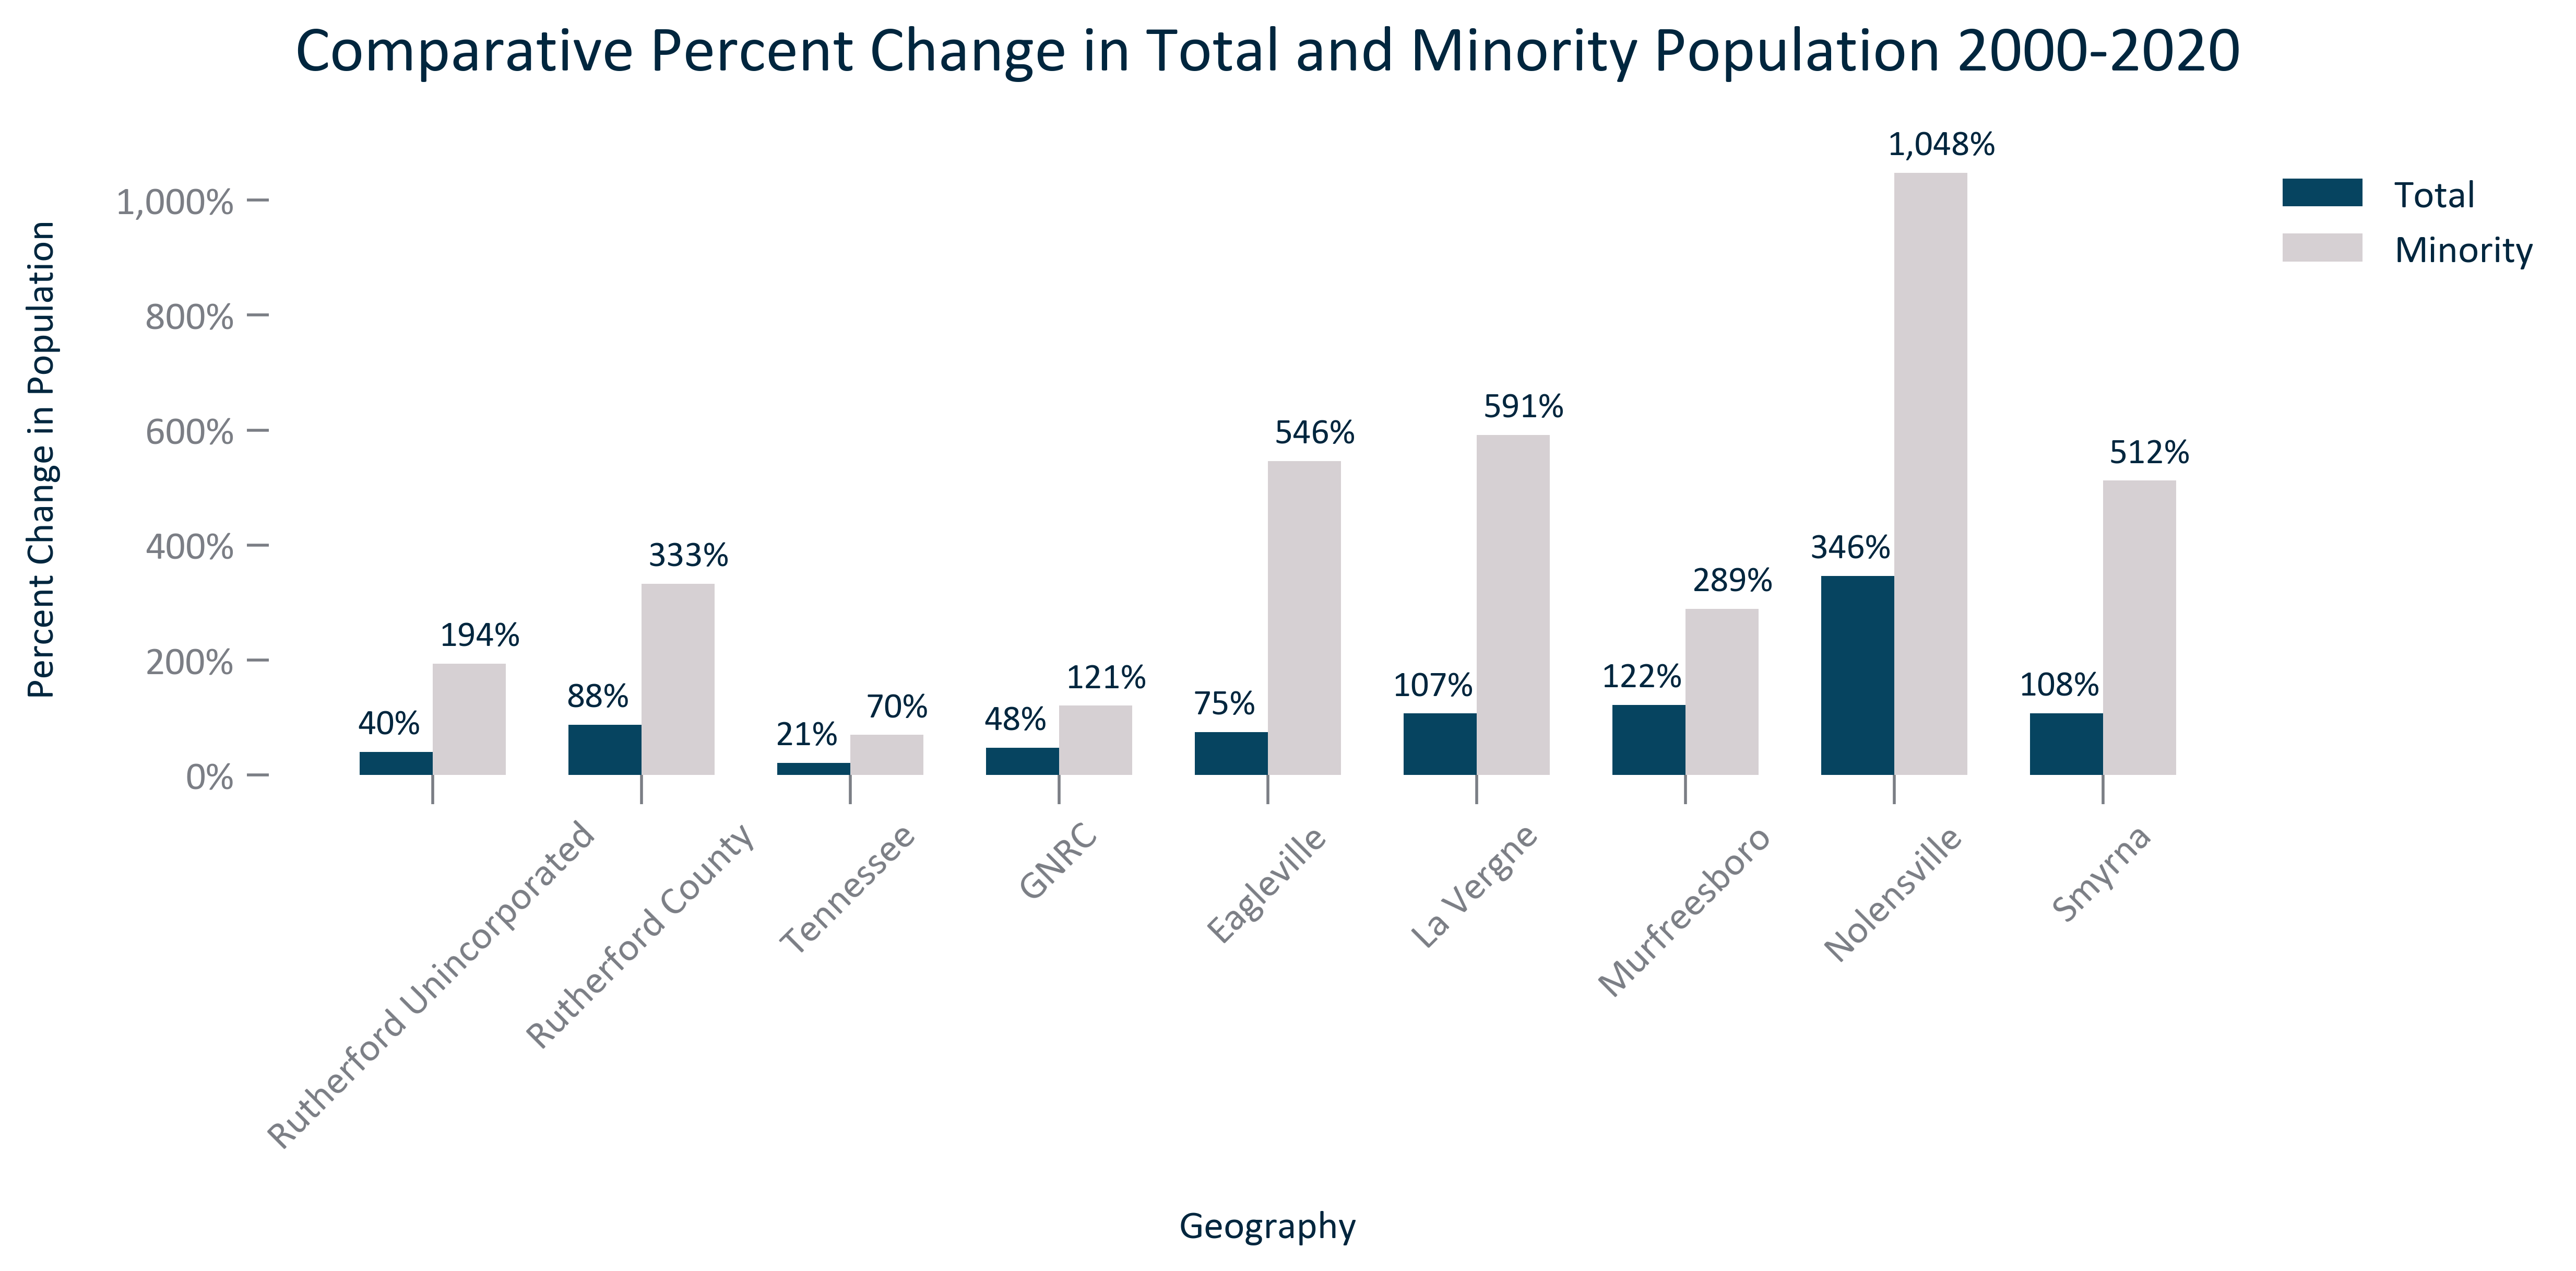 Comparative Percent Change in Total and Minority Population 2000-2020
Percent Change in Population
1,000%
800%
600%
400%
200%
0%
40%
194%
88%
333%
21%
70%
48%
121%
75%
546%
107%
591%
122%
289%
346%
1,048%
108%
512%
Total
Minority
Rutherford Unincorporated
Rutherford County
Tennessee
GNRC
Eagleville
La Vergne
Murfreesboro
Nolensville
Smyrna
Geography